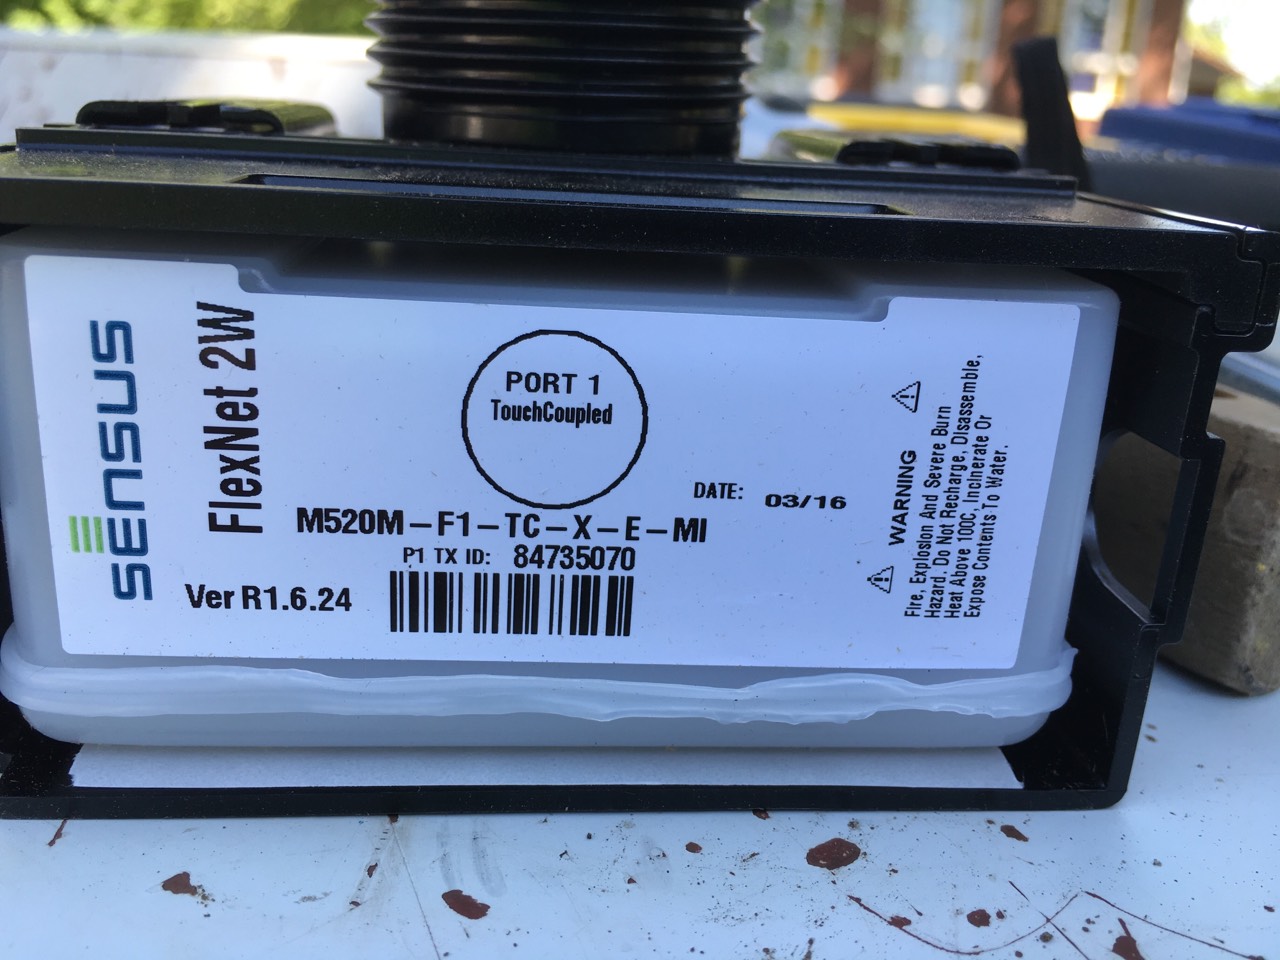 SENSUS
FlexNet 2W
PORT 1
TouchCoupled
DATE: 03/16
M520M-F1-TC-X-E-MI
P1 TX ID: 84735070
Ver R1.6.24
WARNING
Fire, Explosion And Severe Burn
Hazard. Do Not Recharge, Disassemble,
Heat Above 100C, Incinerate Or
Expose Contents To Water.